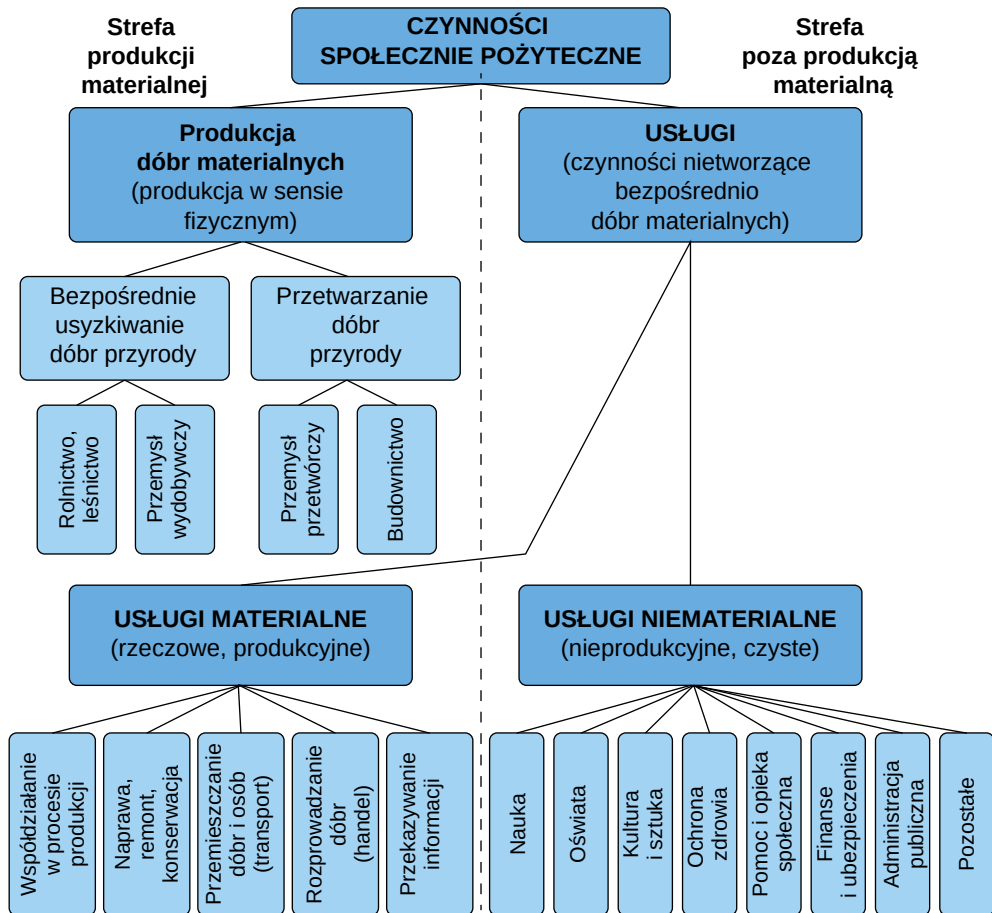 Strefa
produkcji
materialnej
CZYNNOŚCI
SPOŁECZNIE POŻYTECZNE
Strefa
poza produkcją
materialną
Produkcja
dóbr materialnych
(produkcja w sensie
fizycznym)
USŁUGI
(czynności nietworzące
bezpośrednio
dóbr materialnych)
Bezpośrednie
usyzkiwanie
dóbr przyrody
Przetwarzanie
dóbr
przyrody
Rolnictwo,
leśnictwo
Przemysł
wydobywczy
Przemysł
przetwórczy
Budownictwo
USŁUGI MATERIALNE
(rzeczowe, produkcyjne)
USŁUGI NIEMATERIALNE
(nieprodukcyjne, czyste)
Współdziałanie
w procesie
produkcji
Naprawa,
remont,
konserwacja
Przemieszczanie
dóbr i osób
(transport)
Rozprowadzanie
dóbr
(handel)
Przekazywanie
informacji
Nauka
Oświata
Kultura
i sztuka
Ochrona
zdrowia
Pomoc i opieka
społeczna
Finanse
i ubezpieczenia
Administracja
publiczna
Pozostałe